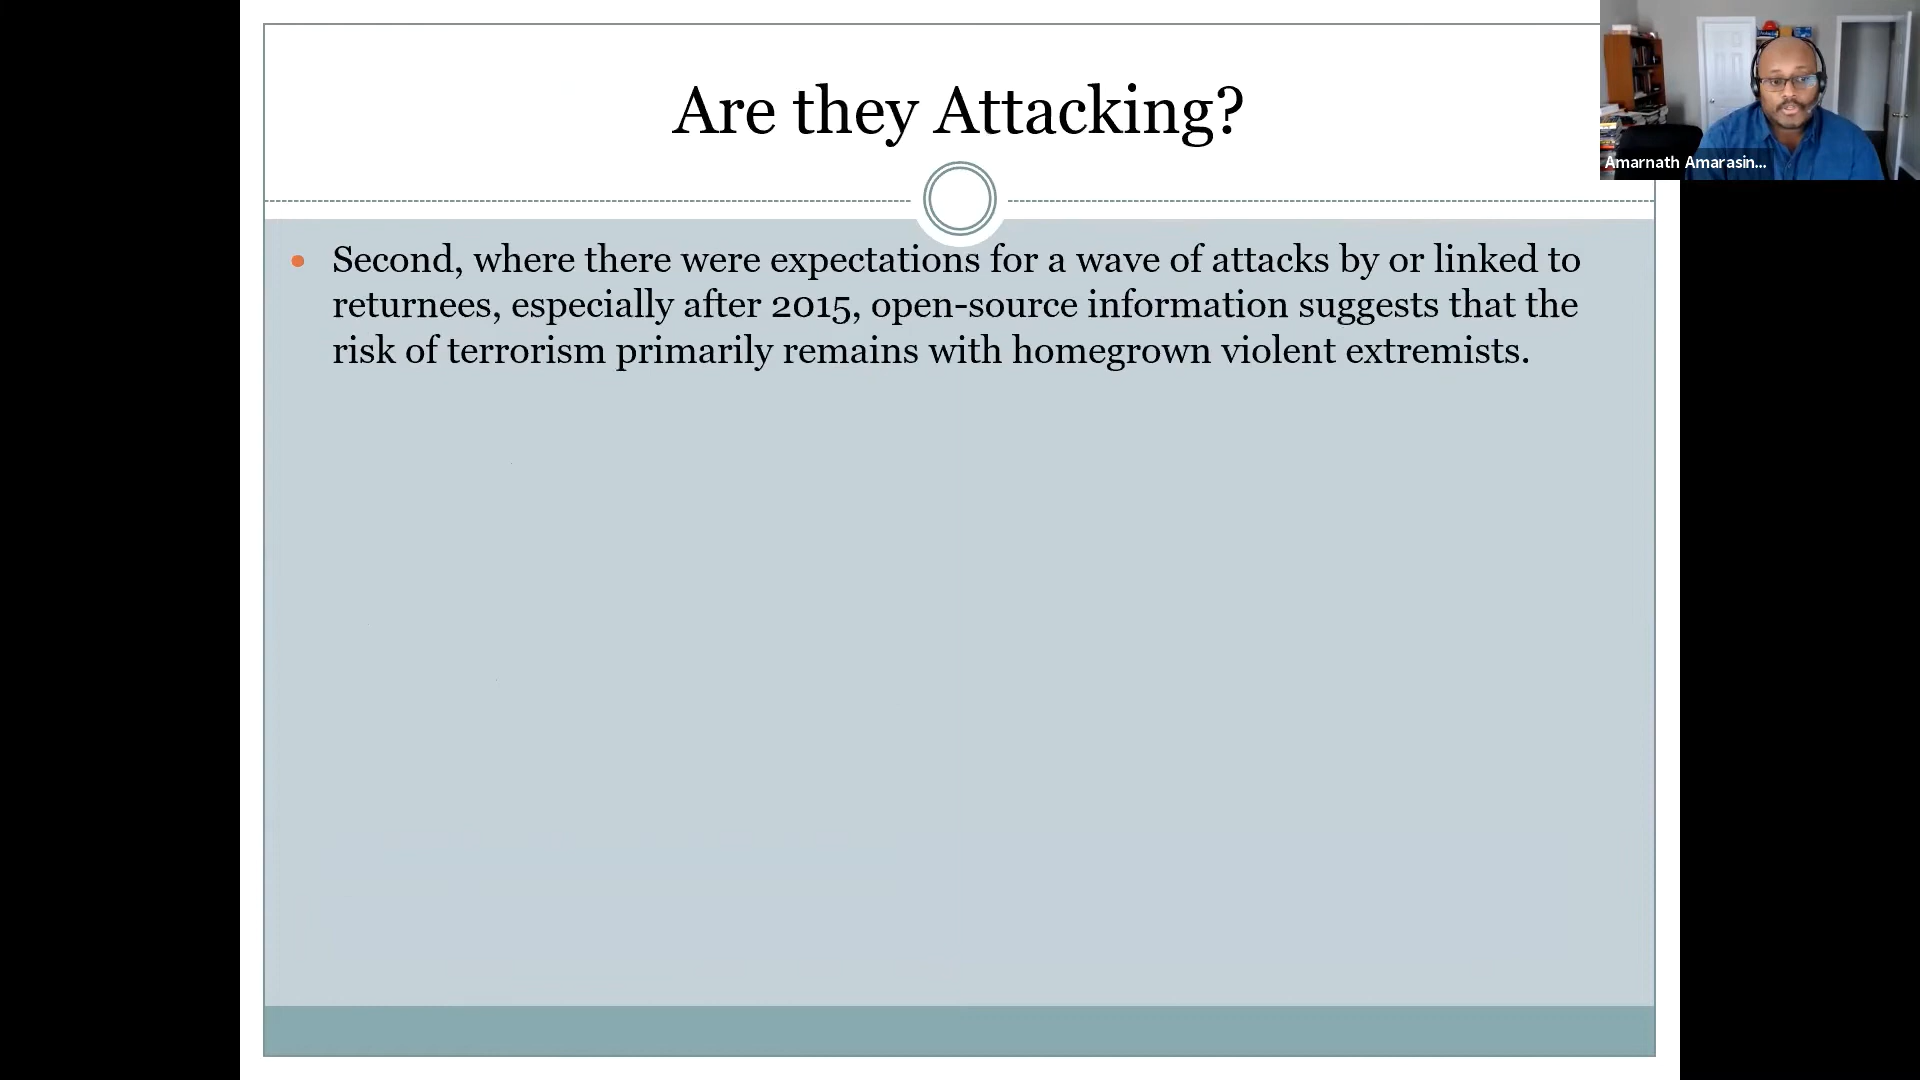 Are they Attacking?
Amarnath Amarasin...
• Second, where there were expectations for a wave of attacks by or linked to
returnees, especially after 2015, open-source information suggests that the
risk of terrorism primarily remains with homegrown violent extremists.